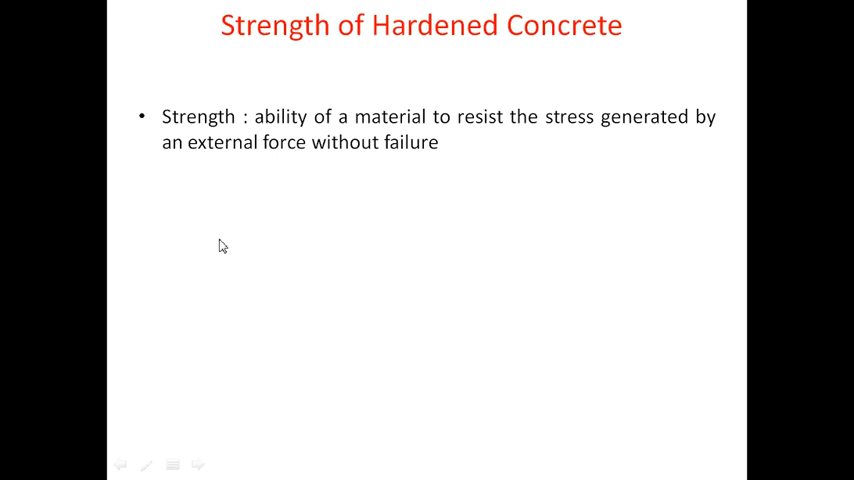 Strength of Hardened Concrete
• Strength : ability of a material to resist the stress generated by
an external force without failure